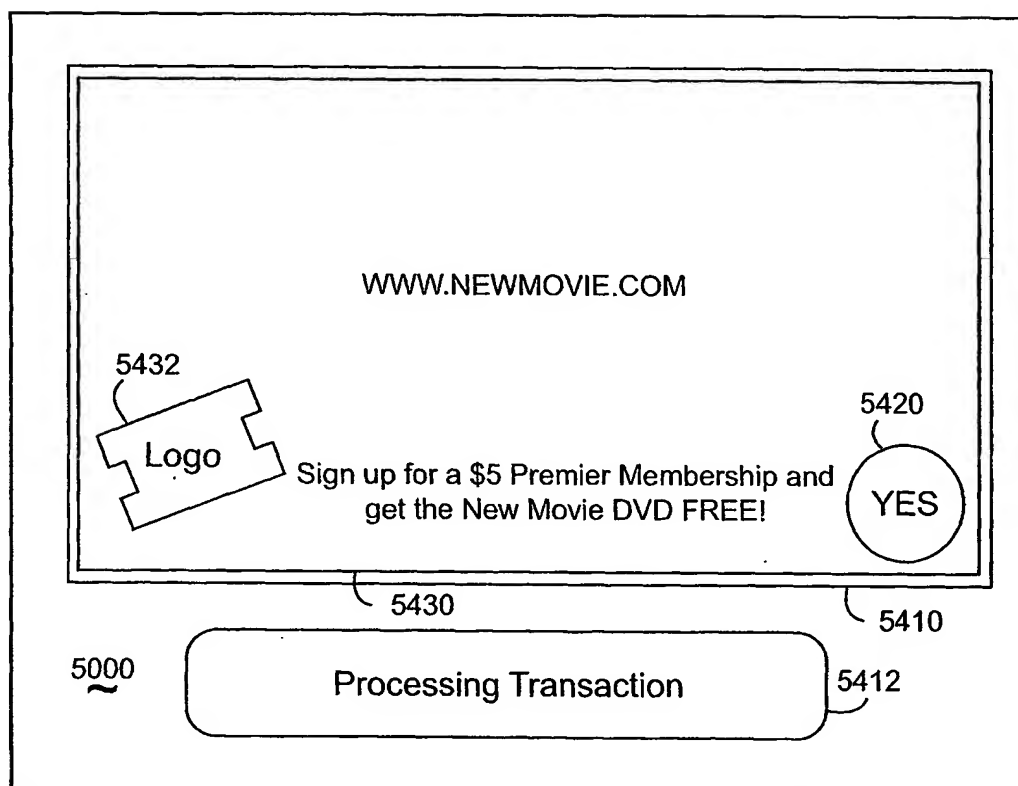 WWW.NEWMOVIE.COM
5432
5420
Logo
Sign up for a $5 Premier Membership and
get the New Movie DVD FREE!
YES
5430
5410
5000
Processing Transaction
5412